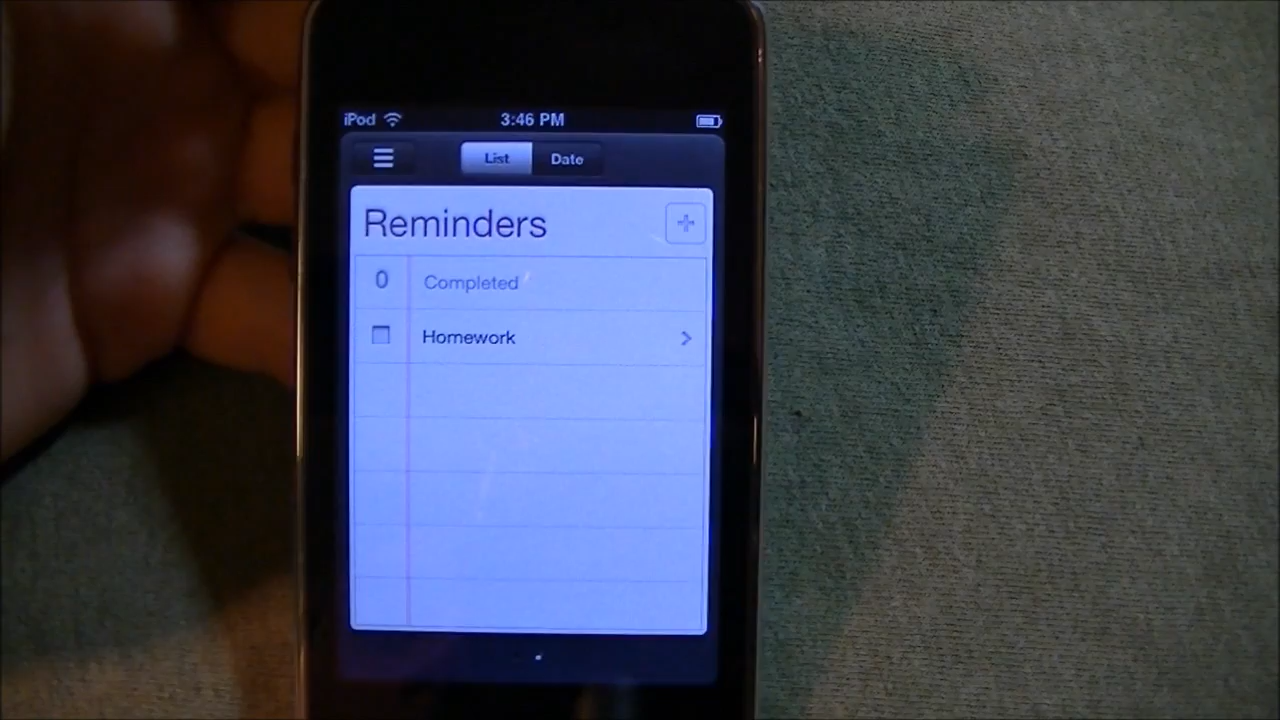 iPod 3:46 PM
List Date
Reminders
0 Completed
Homework